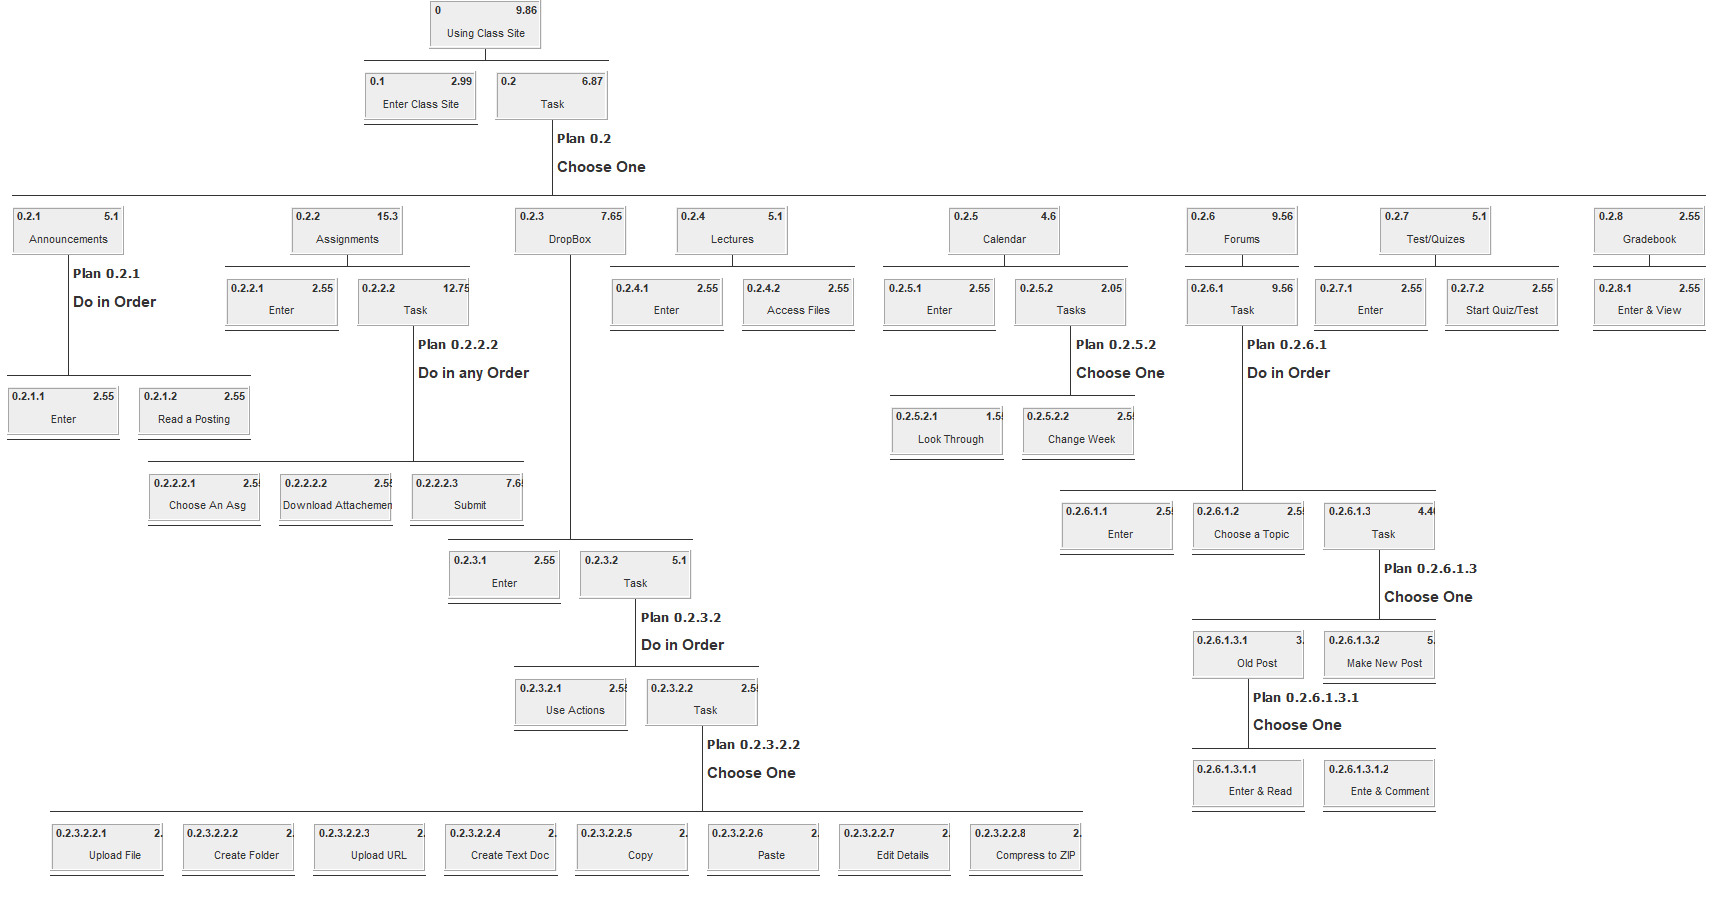 0 9.86
Using Class Site
0.1 2.99
Enter Class Site
0.2 6.87
Task
Plan 0.2
Choose One
0.2.1 5.1
Announcements
0.2.2 15.3
Assignments
0.2.3 7.65
DropBox
0.2.4 5.1
Lectures
0.2.5 4.6
Calendar
0.2.6 9.56
Forums
0.2.7 5.1
Test/Quizes
0.2.8 2.55
Gradebook
Plan 0.2.1
Do in Order
0.2.2.1 2.55
Enter
0.2.2.2 12.75
Task
0.2.4.1 2.55
Enter
0.2.4.2 2.55
Access Files
0.2.5.1 2.55
Enter
0.2.5.2 2.05
Tasks
0.2.6.1 9.56
Task
0.2.7.1 2.55
Enter
0.2.7.2 2.55
Start Quiz/Test
0.2.8.1 2.55
Enter & View
Plan 0.2.2.2
Do in any Order
Plan 0.2.5.2
Choose One
Plan 0.2.6.1
Do in Order
0.2.1.1 2.55
Enter
0.2.1.2 2.55
Read a Posting
0.2.5.2.1 1.5
Look Through
0.2.5.2.2 2.5
Change Week
0.2.2.2.1 2.5
Choose An Asg
0.2.2.2.2 2.5
Download Attachemen
0.2.2.2.3 7.6
Submit
0.2.6.1.1 2.5
Enter
0.2.6.1.2 2.5
Choose a Topic
0.2.6.1.3 4.4
Task
0.2.3.1 2.55
Enter
0.2.3.2 5.1
Task
Plan 0.2.6.1.3
Choose One
Plan 0.2.3.2
Do in Order
0.2.6.1.3.1 3.
Old Post
0.2.6.1.3.2 5.
Make New Post
0.2.3.2.1 2.5
Use Actions
0.2.3.2.2 2.5
Task
Plan 0.2.6.1.3.1
Choose One
Plan 0.2.3.2.2
Choose One
0.2.6.1.3.1.1
Enter & Read
0.2.6.1.3.1.2
Ente & Comment
0.2.3.2.2.1 2.
Upload File
0.2.3.2.2.2 2.
Create Folder
0.2.3.2.2.3 2.
Upload URL
0.2.3.2.2.4 2.
Create Text Doc
0.2.3.2.2.5 2.
Copy
0.2.3.2.2.6 2.
Paste
0.2.3.2.2.7 2.
Edit Details
0.2.3.2.2.8 2.
Compress to ZIP